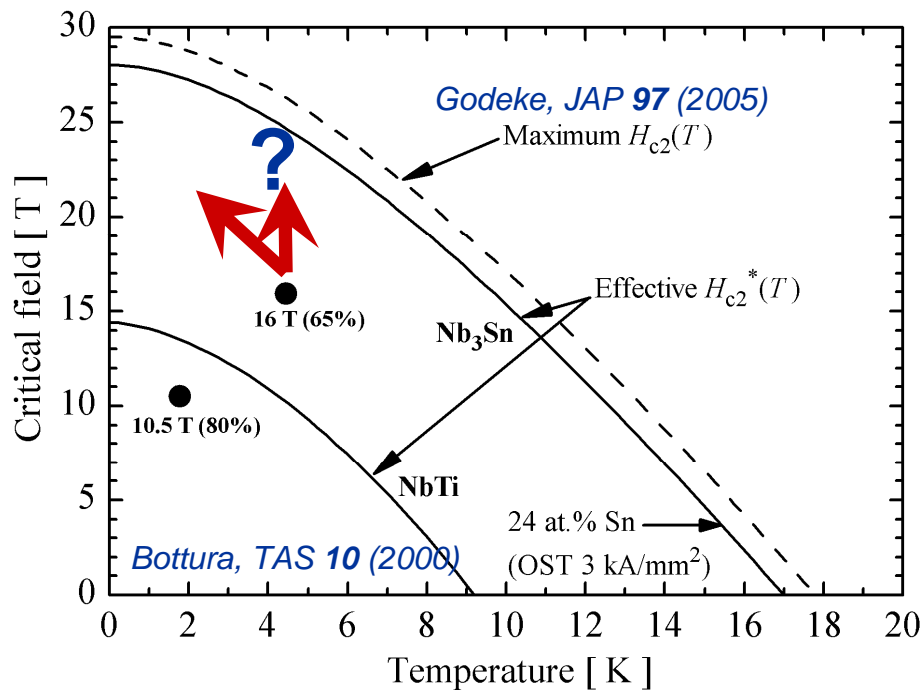 30
25
20
15
10
5
0
Critical field [ T ]
Godeke, JAP 97 (2005)
Maximum H_c2(T)
?
16 T (65%)
Effective H_c2*(T)
Nb₃Sn
10.5 T (80%)
NbTi
24 at.% Sn
(OST 3 kA/mm²)
Bottura, TAS 10 (2000)
0 2 4 6 8 10 12 14 16 18 20
Temperature [ K ]